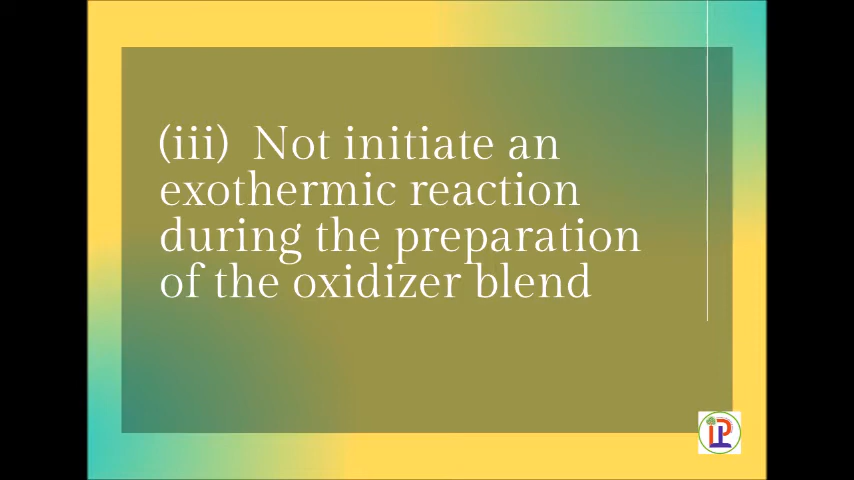 (iii) Not initiate an
exothermic reaction
during the preparation
of the oxidizer blend